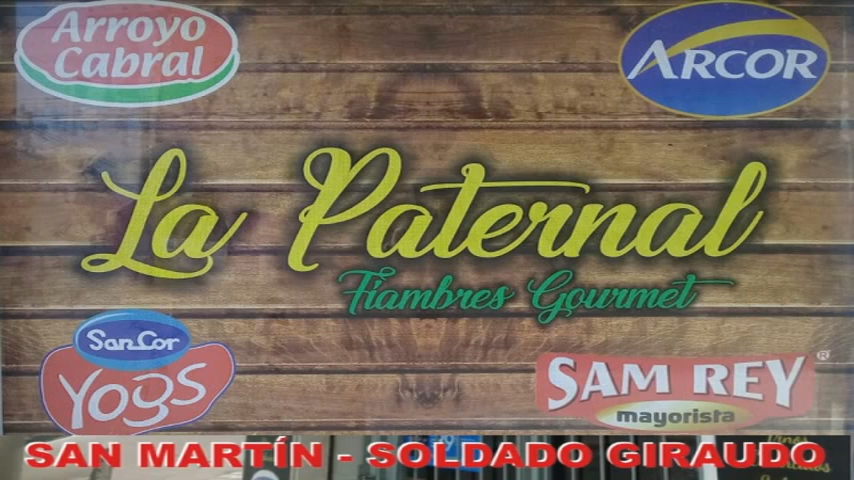 Arroyo
Cabral
ARCOR
La Paternal
Fiambres Gourmet
SanCor
Yogs
SAM REY ®
mayorista
SAN MARTÍN - SOLDADO GIRAUDO